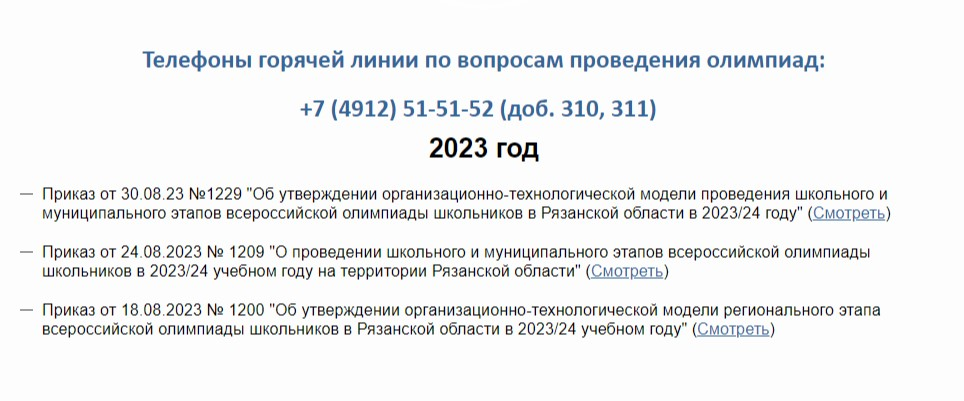 Телефоны горячей линии по вопросам проведения олимпиад:
+7 (4912) 51-51-52 (доб. 310, 311)
2023 год
— Приказ от 30.08.23 №1229 "Об утверждении организационно-технологической модели проведения школьного и
муниципального этапов всероссийской олимпиады школьников в Рязанской области в 2023/24 году" (Смотреть)
— Приказ от 24.08.2023 № 1209 "О проведении школьного и муниципального этапов всероссийской олимпиады
школьников в 2023/24 учебном году на территории Рязанской области" (Смотреть)
— Приказ от 18.08.2023 № 1200 "Об утверждении организационно-технологической модели регионального этапа
всероссийской олимпиады школьников в Рязанской области в 2023/24 учебном году" (Смотреть)